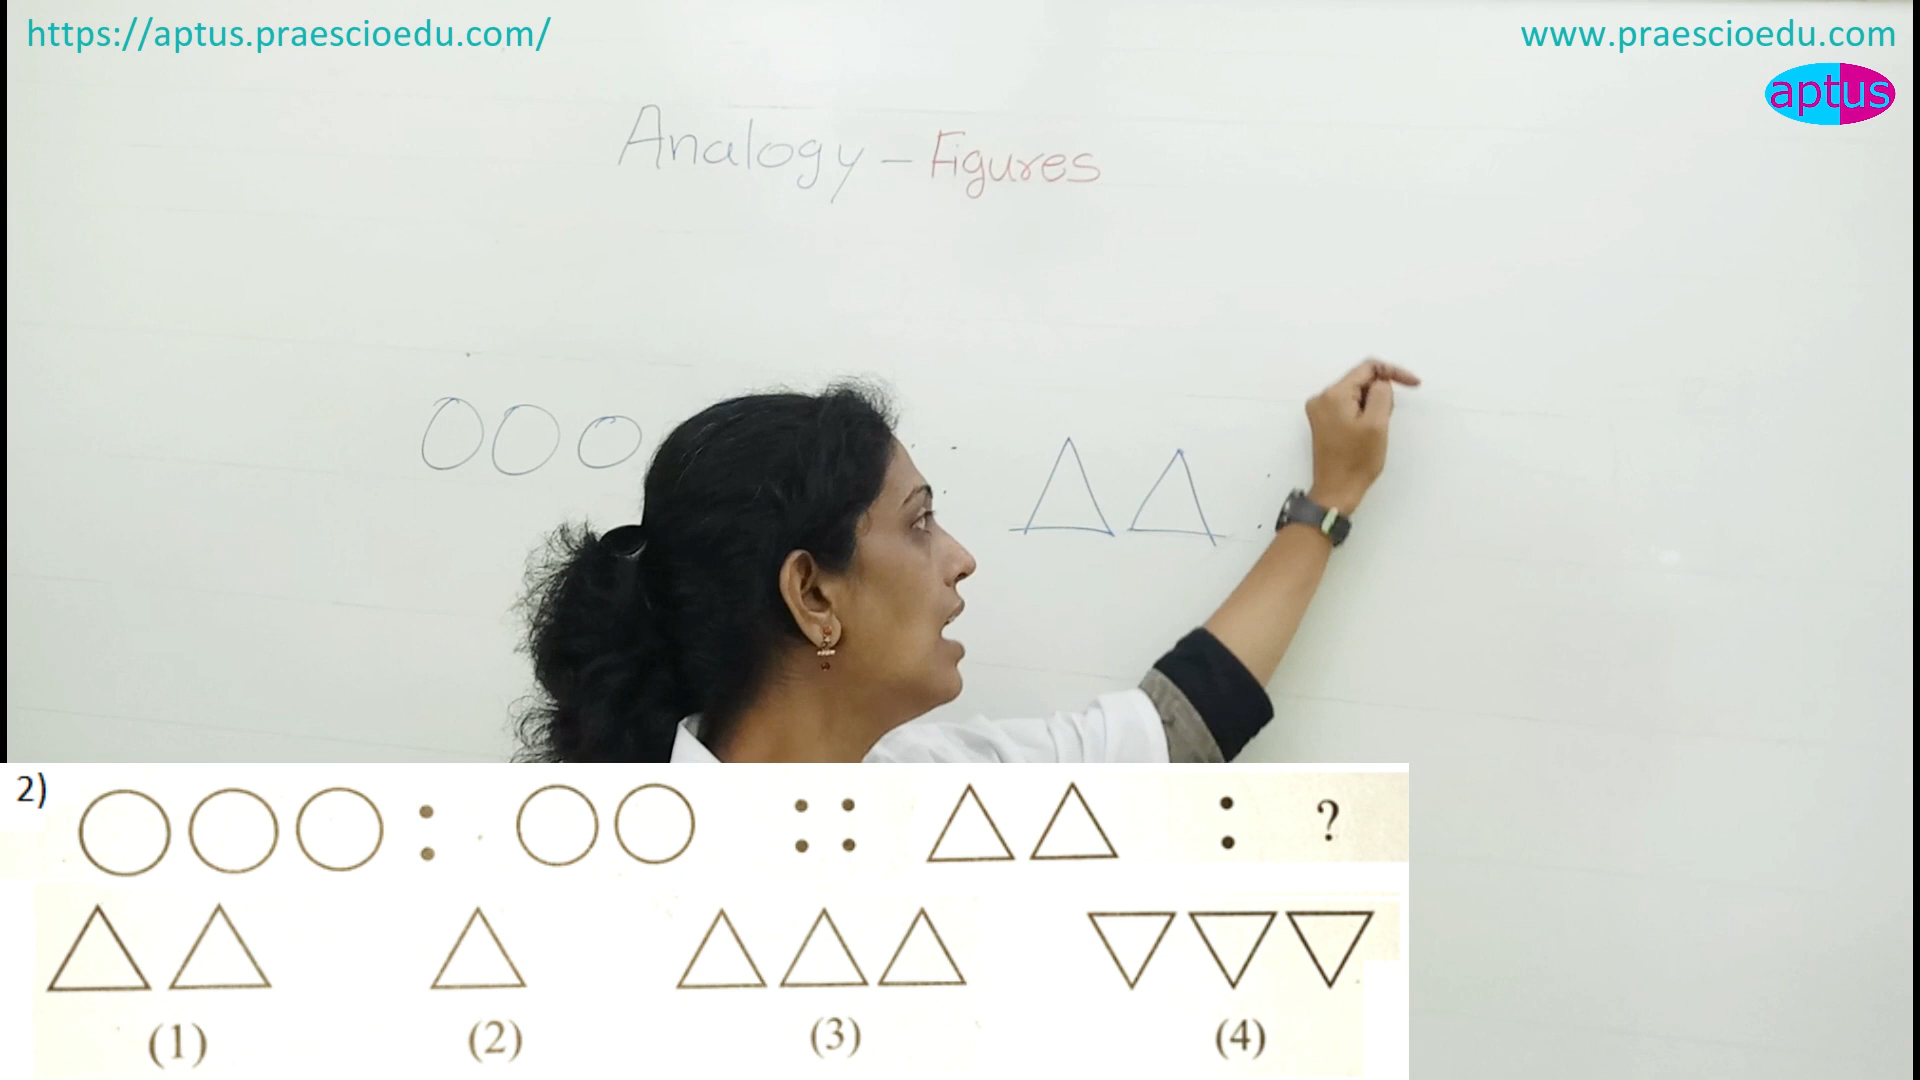 https://aptus.praescioedu.com/
www.praescioedu.com
aptus
Analogy - Figures
2)
: :: : ?
(1) (2) (3) (4)